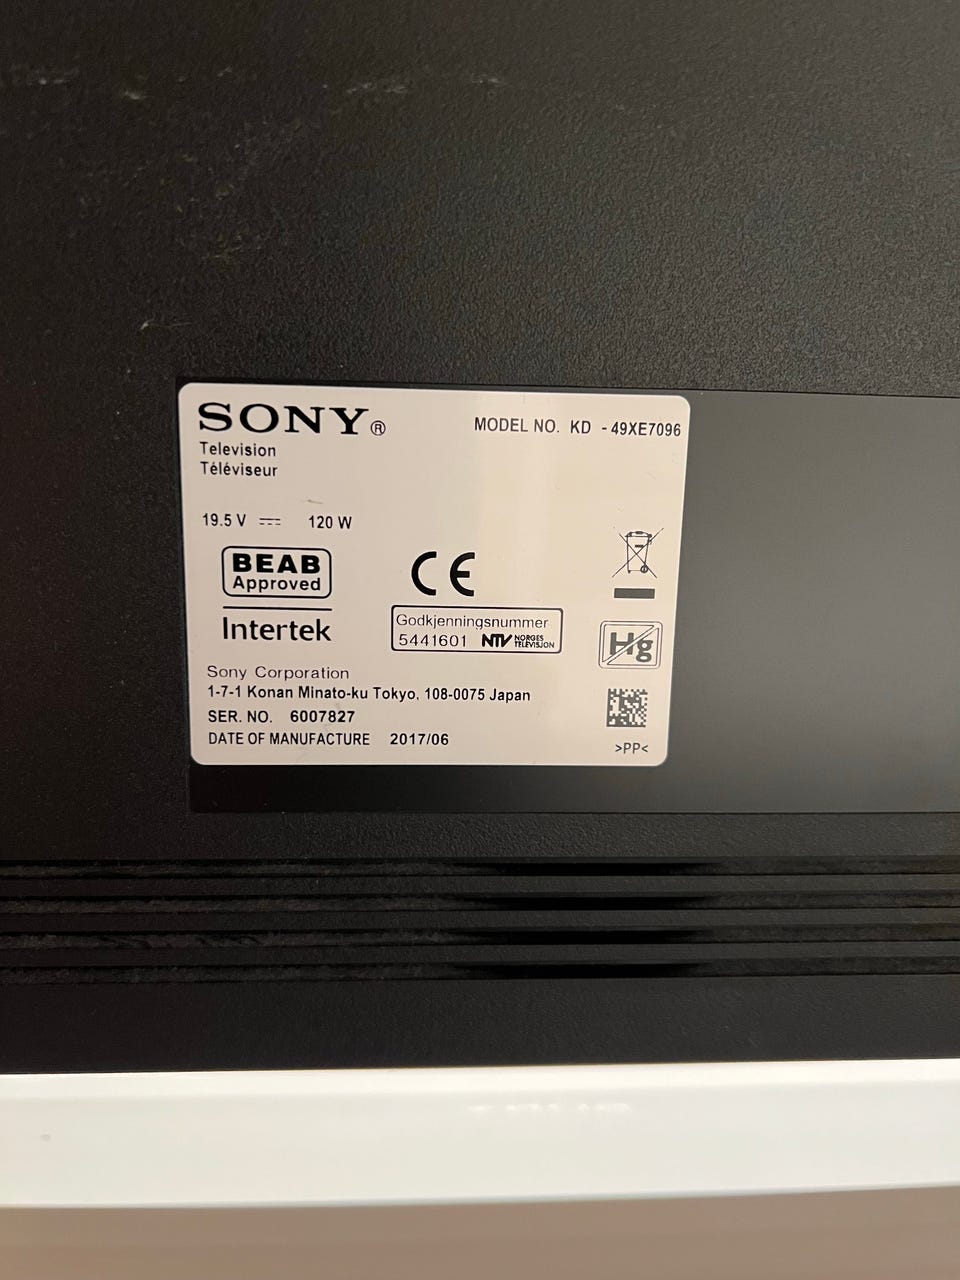 SONY®
MODEL NO. KD - 49XE7096
Television
Téléviseur
19.5 V 120 W
BEAB
Approved
Intertek
CE
Godkjenningsnummer
5441601 NTV NORGES TELEVISJON
Hg
Sony Corporation
1-7-1 Konan Minato-ku Tokyo, 108-0075 Japan
SER. NO. 6007827
DATE OF MANUFACTURE 2017/06
>PP<